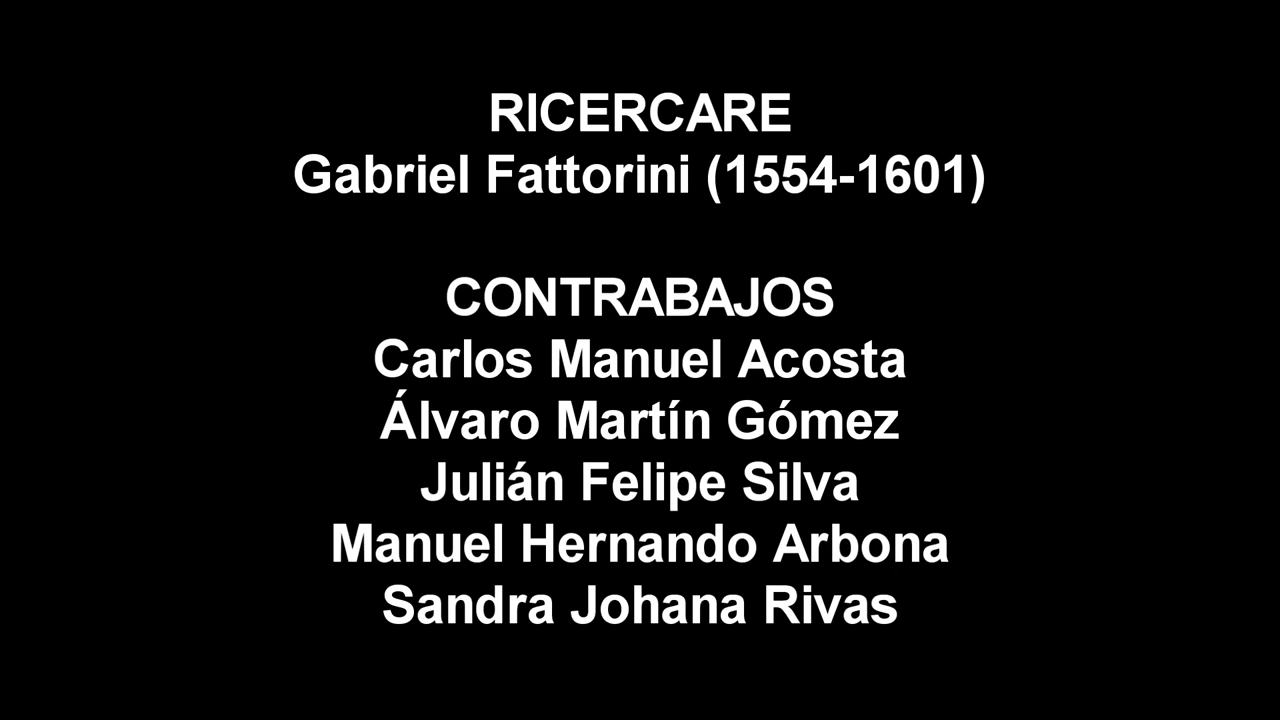 RICERCARE
Gabriel Fattorini (1554-1601)
CONTRABAJOS
Carlos Manuel Acosta
Álvaro Martín Gómez
Julián Felipe Silva
Manuel Hernando Arbona
Sandra Johana Rivas